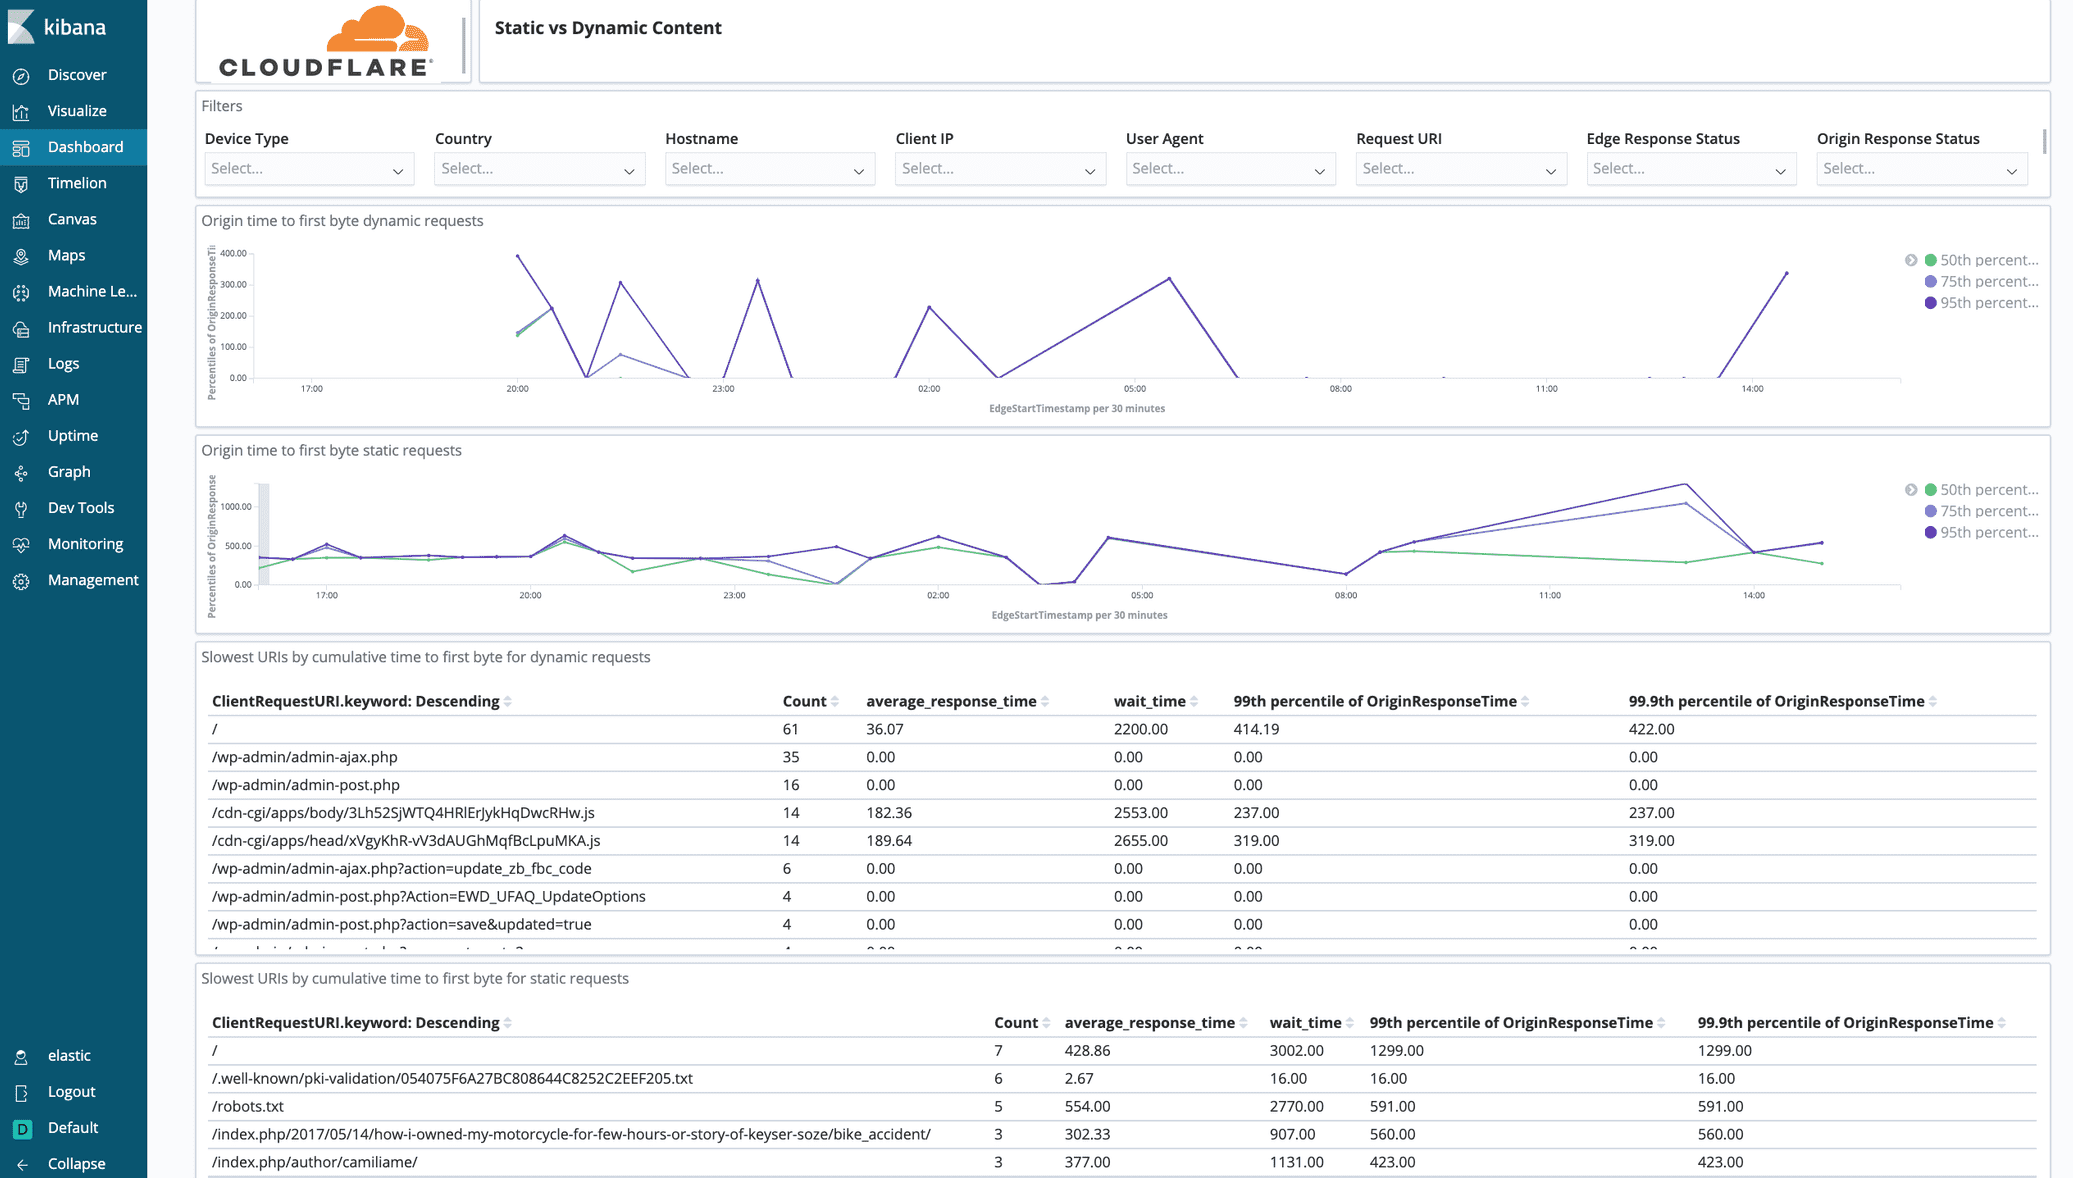 kibana
Discover
Visualize
Dashboard
Timelion
Canvas
Maps
Machine Le...
Infrastructure
Logs
APM
Uptime
Graph
Dev Tools
Monitoring
Management
elastic
Logout
D Default
Collapse
CLOUDFLARE®
Static vs Dynamic Content
Filters
Device Type Country Hostname Client IP User Agent Request URI Edge Response Status Origin Response Status
Select... Select... Select... Select... Select... Select... Select... Select...
Origin time to first byte dynamic requests
Percentiles of OriginResponseTi
400.00
300.00
200.00
100.00
0.00
17:00 20:00 23:00 02:00 05:00 08:00 11:00 14:00
EdgeStartTimestamp per 30 minutes
50th percent...
75th percent...
95th percent...
Origin time to first byte static requests
Percentiles of OriginResponse
1000.00
500.00
0.00
17:00 20:00 23:00 02:00 05:00 08:00 11:00 14:00
EdgeStartTimestamp per 30 minutes
50th percent...
75th percent...
95th percent...
Slowest URIs by cumulative time to first byte for dynamic requests
ClientRequestURI.keyword: Descending Count average_response_time wait_time 99th percentile of OriginResponseTime 99.9th percentile of OriginResponseTime
/ 61 36.07 2200.00 414.19 422.00
/wp-admin/admin-ajax.php 35 0.00 0.00 0.00 0.00
/wp-admin/admin-post.php 16 0.00 0.00 0.00 0.00
/cdn-cgi/apps/body/3Lh52SjWTQ4HRlErJykHqDwcRHw.js 14 182.36 2553.00 237.00 237.00
/cdn-cgi/apps/head/xVgyKhR-vV3dAUGhMqfBcLpuMKA.js 14 189.64 2655.00 319.00 319.00
/wp-admin/admin-ajax.php?action=update_zb_fbc_code 6 0.00 0.00 0.00 0.00
/wp-admin/admin-post.php?Action=EWD_UFAQ_UpdateOptions 4 0.00 0.00 0.00 0.00
/wp-admin/admin-post.php?action=save&updated=true 4 0.00 0.00 0.00 0.00
Slowest URIs by cumulative time to first byte for static requests
ClientRequestURI.keyword: Descending Count average_response_time wait_time 99th percentile of OriginResponseTime 99.9th percentile of OriginResponseTime
/ 7 428.86 3002.00 1299.00 1299.00
/.well-known/pki-validation/054075F6A27BC808644C8252C2EEF205.txt 6 2.67 16.00 16.00 16.00
/robots.txt 5 554.00 2770.00 591.00 591.00
/index.php/2017/05/14/how-i-owned-my-motorcycle-for-few-hours-or-story-of-keyser-soze/bike_accident/ 3 302.33 907.00 560.00 560.00
/index.php/author/camiliame/ 3 377.00 1131.00 423.00 423.00